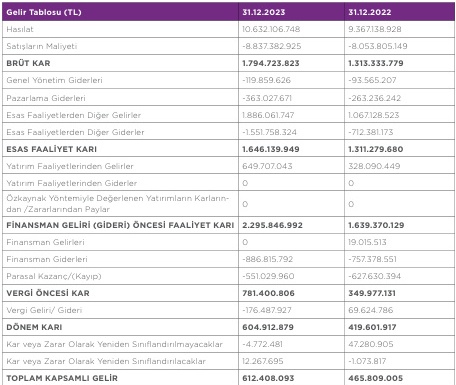 Gelir Tablosu (TL) 31.12.2023 31.12.2022
Hasılat 10.632.106.748 9.367.138.928
Satışların Maliyeti -8.837.382.925 -8.053.805.149
BRÜT KAR 1.794.723.823 1.313.333.779
Genel Yönetim Giderleri -119.859.626 -93.565.207
Pazarlama Giderleri -363.027.671 -263.236.242
Esas Faaliyetlerden Diğer Gelirler 1.886.061.747 1.067.128.523
Esas Faaliyetlerden Diğer Giderler -1.551.758.324 -712.381.173
ESAS FAALİYET KARI 1.646.139.949 1.311.279.680
Yatırım Faaliyetlerinden Gelirler 649.707.043 328.090.449
Yatırım Faaliyetlerinden Giderler 0 0
Özkaynak Yöntemiyle Değerlenen Yatırımların Karların-
dan /Zararlarından Paylar 0 0
FİNANSMAN GELİRİ (GİDERİ) ÖNCESİ FAALİYET KARI 2.295.846.992 1.639.370.129
Finansman Gelirleri 0 19.015.513
Finansman Giderleri -886.815.792 -757.378.551
Parasal Kazanç/(Kayıp) -551.029.960 -627.630.394
VERGİ ÖNCESİ KAR 781.400.806 349.977.131
Vergi Geliri/ Gideri -176.487.927 69.624.786
DÖNEM KARI 604.912.879 419.601.917
Kar veya Zarar Olarak Yeniden Sınıflandırılmayacaklar -4.772.481 47.280.905
Kar veya Zarar Olarak Yeniden Sınıflandırılacaklar 12.267.695 -1.073.817
TOPLAM KAPSAMLI GELİR 612.408.093 465.809.005